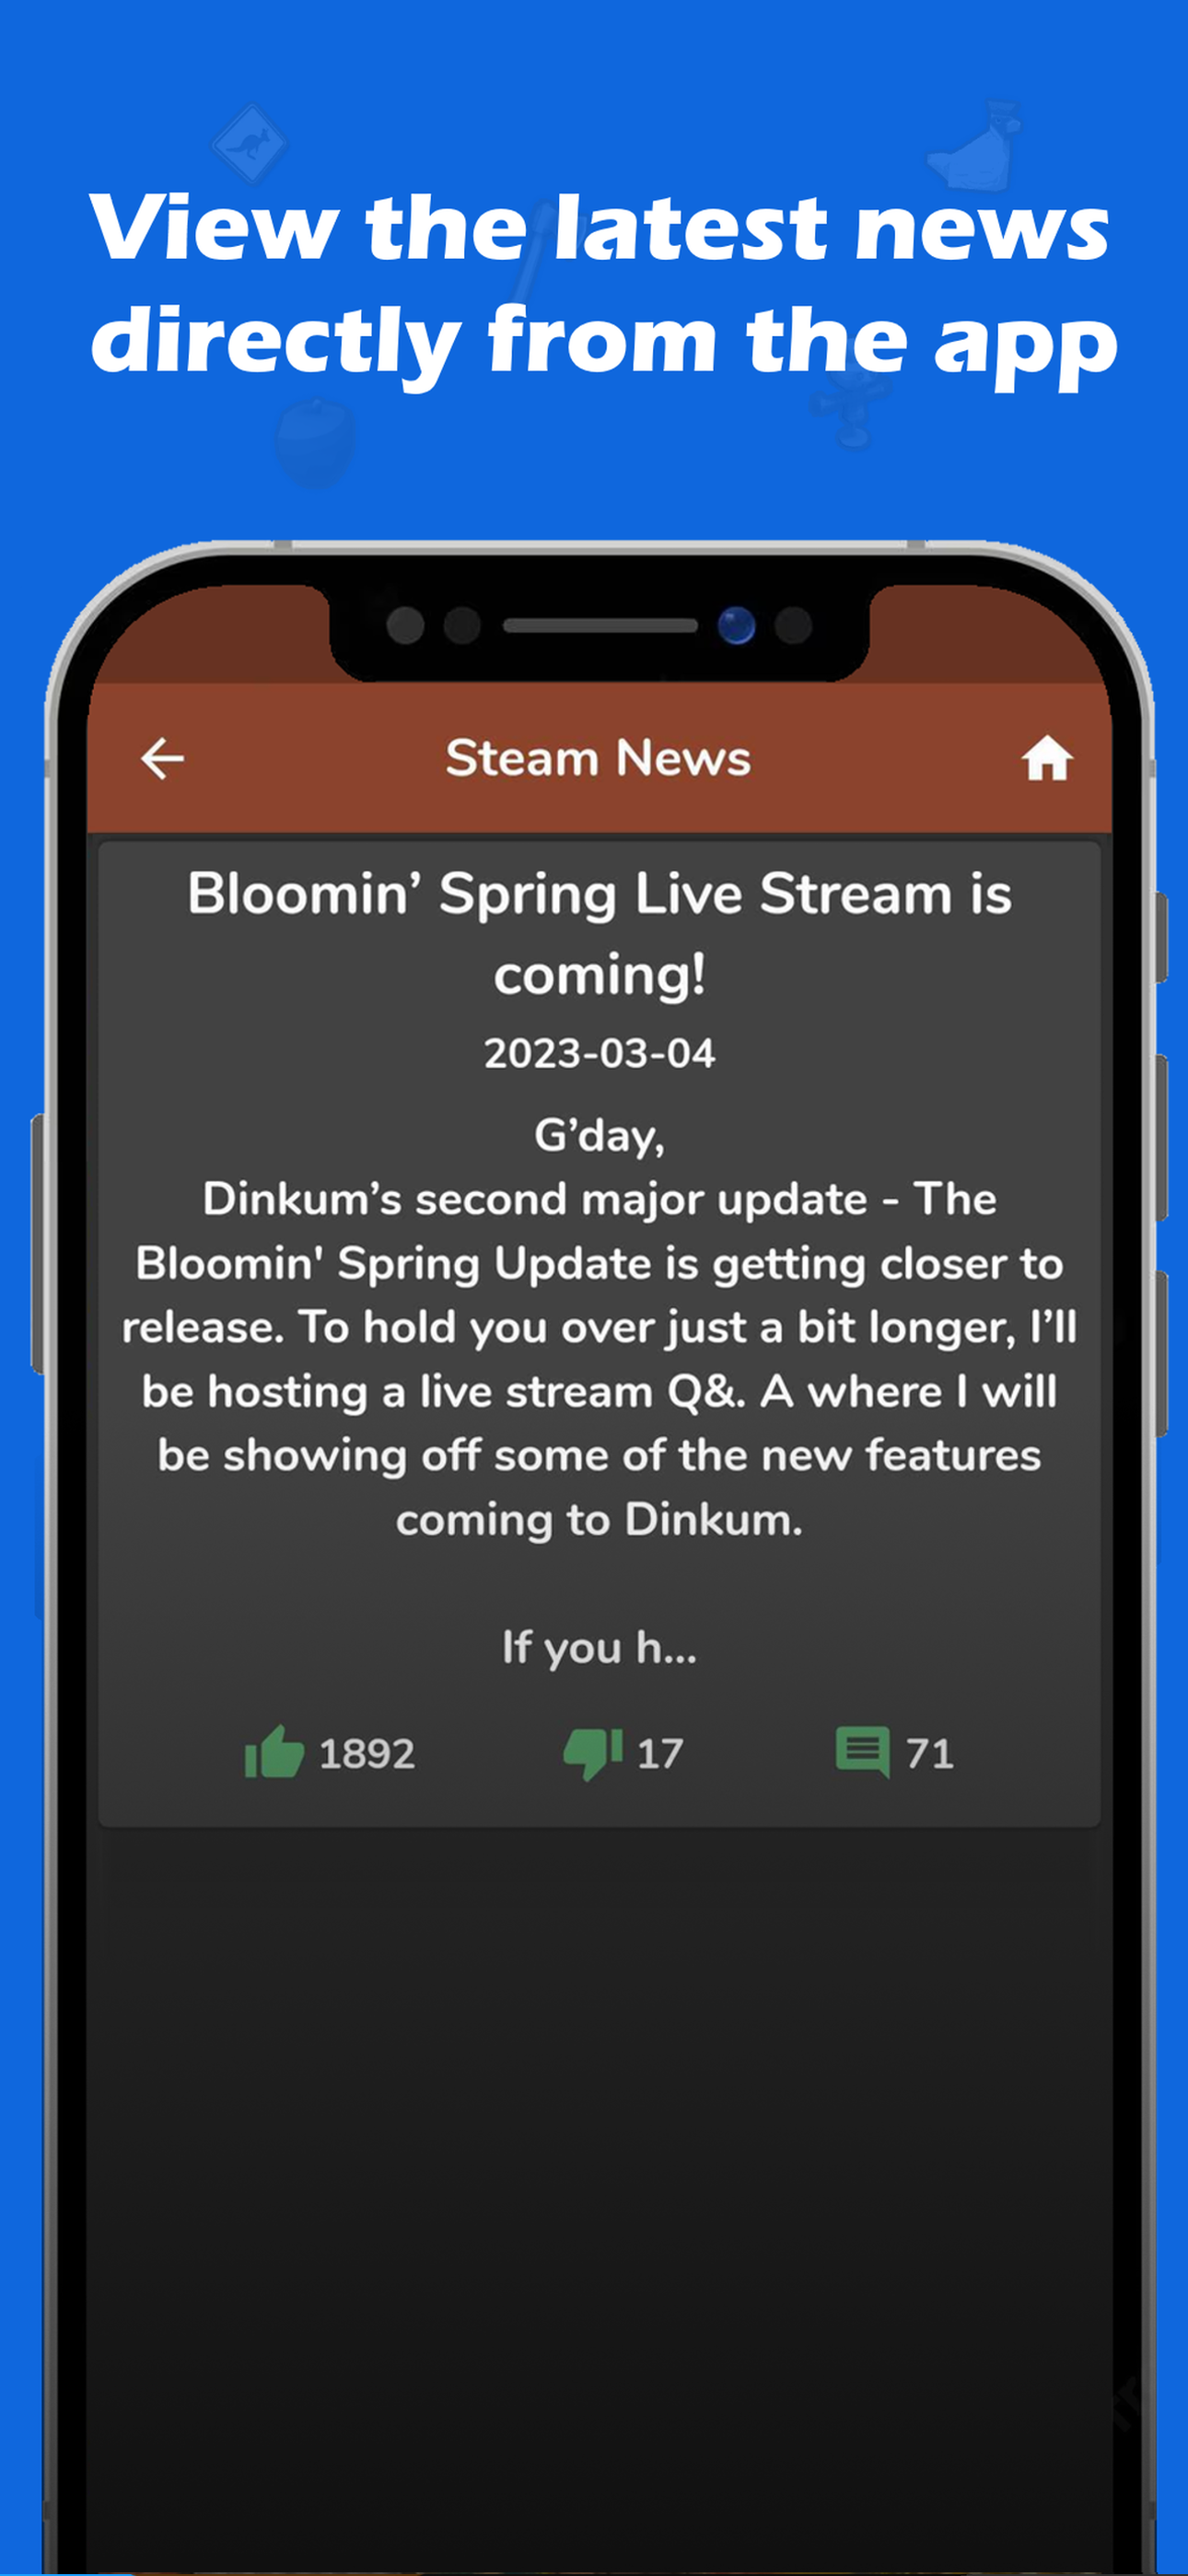 View the latest news
directly from the app
Steam News
Bloomin’ Spring Live Stream is
coming!
2023-03-04
G’day,
Dinkum’s second major update - The
Bloomin' Spring Update is getting closer to
release. To hold you over just a bit longer, I’ll
be hosting a live stream Q&. A where I will
be showing off some of the new features
coming to Dinkum.
If you h...
1892 17 71